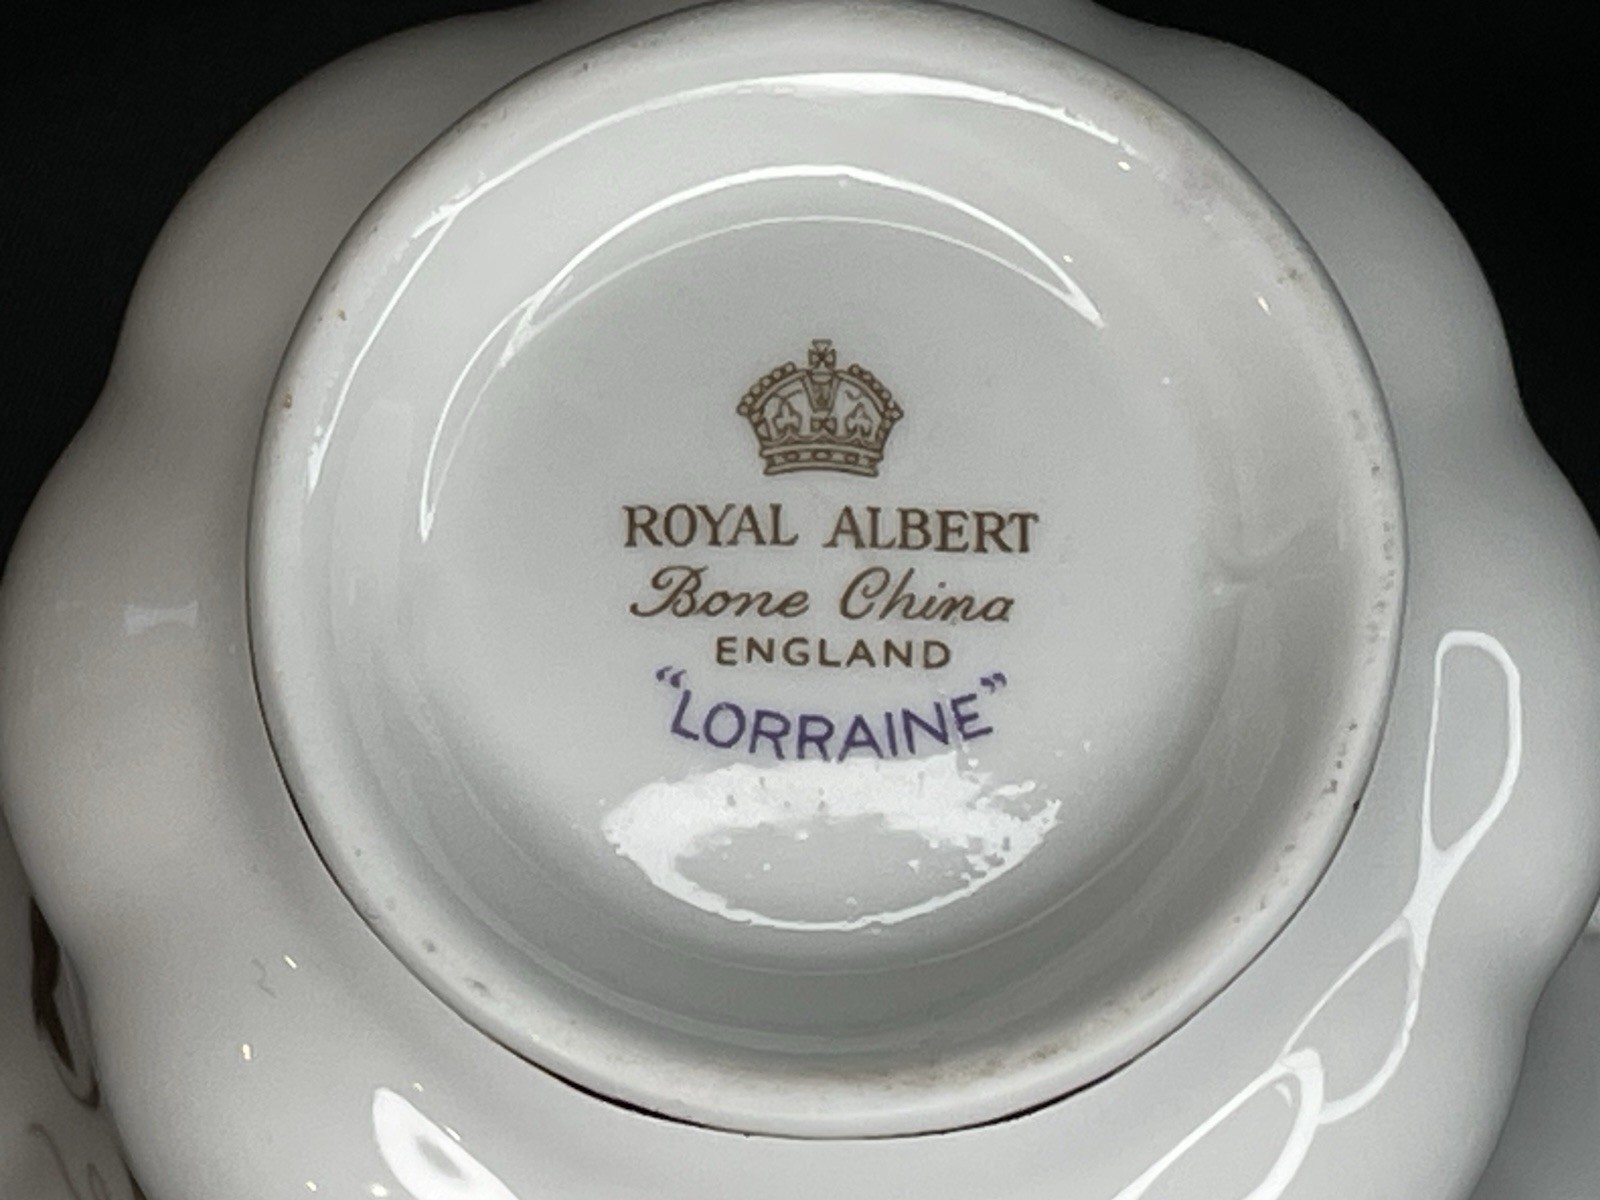 ROYAL ALBERT
Bone China
ENGLAND
“LORRAINE”